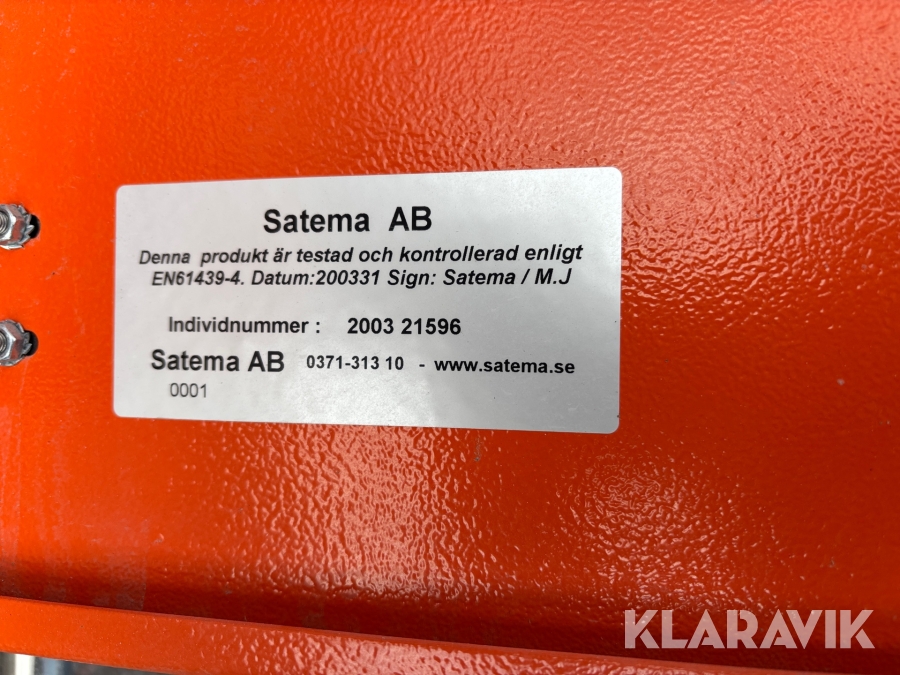 Satema AB
Denna produkt är testad och kontrollerad enligt
EN61439-4. Datum:200331 Sign: Satema / M.J
Individnummer : 2003 21596
Satema AB 0371-313 10 - www.satema.se
0001
KLARAVIK